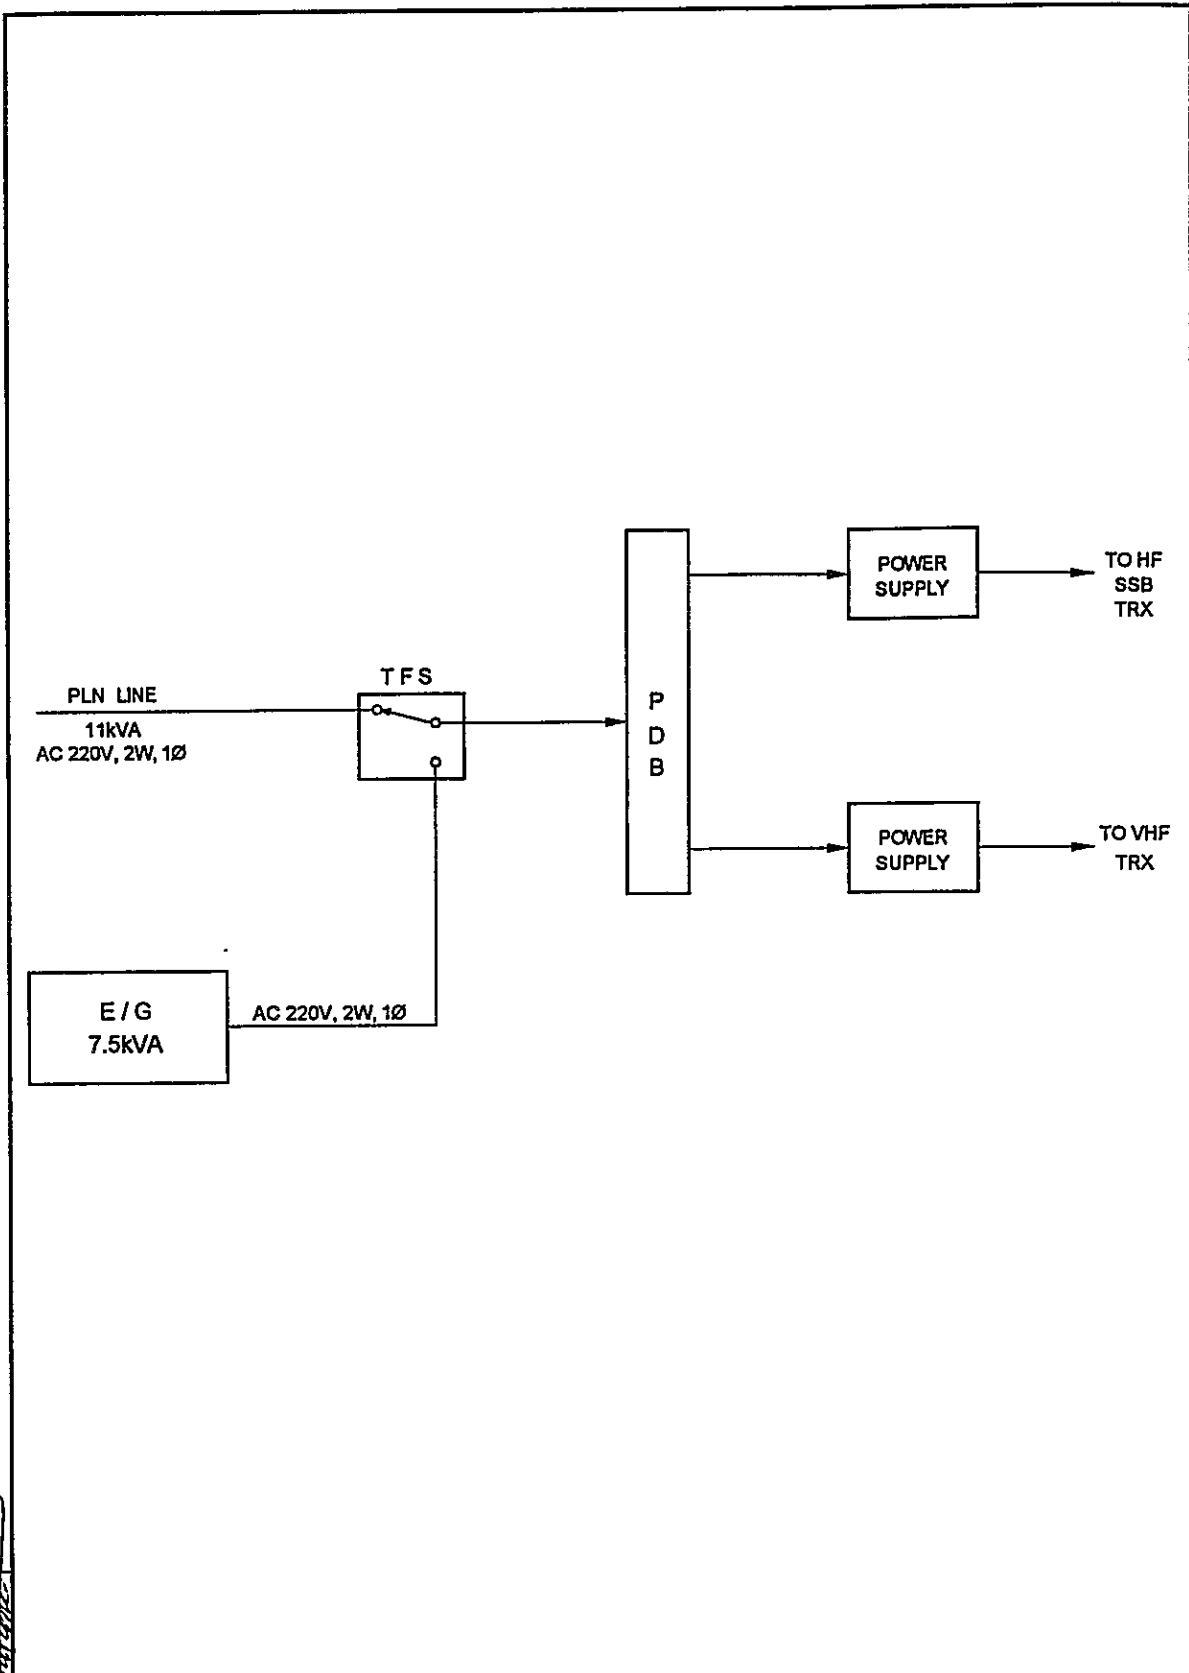 PLN LINE
11kVA
AC 220V, 2W, 1Ø
T F S
P
D
B
POWER
SUPPLY
TO HF
SSB
TRX
POWER
SUPPLY
TO VHF
TRX
E / G
7.5kVA
AC 220V, 2W, 1Ø